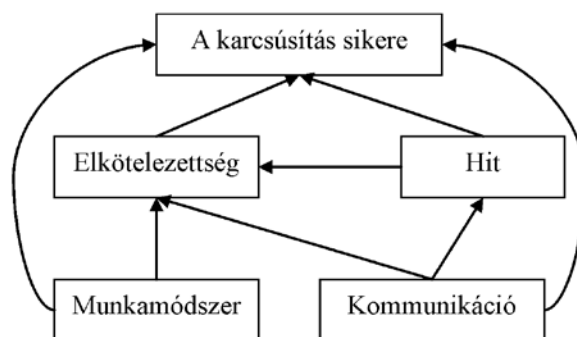 A karcsúsítás sikere
Elkötelezettség
Hit
Munkamódszer
Kommunikáció